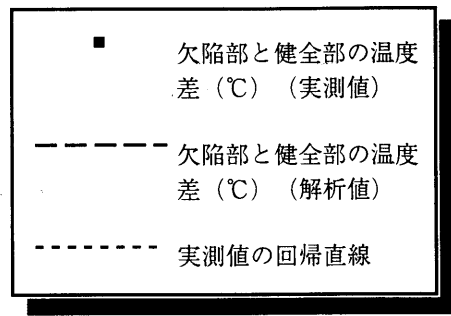 欠陥部と健全部の温度
差（℃）（実測値）
欠陥部と健全部の温度
差（℃）（解析値）
実測値の回帰直線